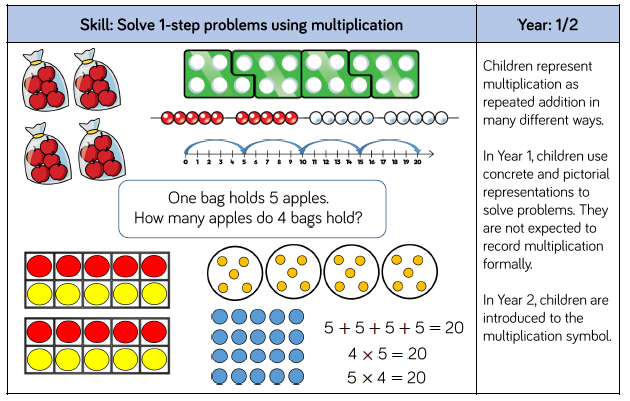 Skill: Solve 1-step problems using multiplication
Year: 1/2
0 1 2 3 4 5 6 7 8 9 10 11 12 13 14 15 16 17 18 19 20
One bag holds 5 apples.
How many apples do 4 bags hold?
5 + 5 + 5 + 5 = 20
4 × 5 = 20
5 × 4 = 20
Children represent
multiplication as
repeated addition in
many different ways.
In Year 1, children use
concrete and pictorial
representations to
solve problems. They
are not expected to
record multiplication
formally.
In Year 2, children are
introduced to the
multiplication symbol.